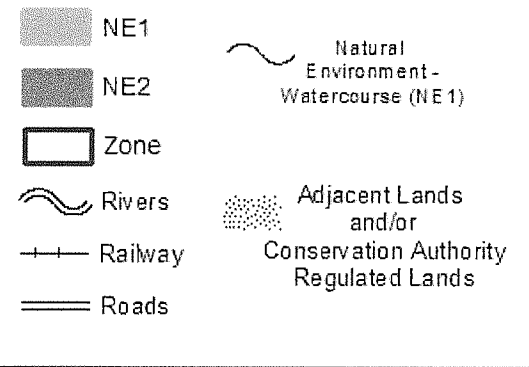 NE1
NE2
Zone
Rivers
Railway
Roads
Natural
Environment -
Watercourse (NE1)
Adjacent Lands
and/or
Conservation Authority
Regulated Lands